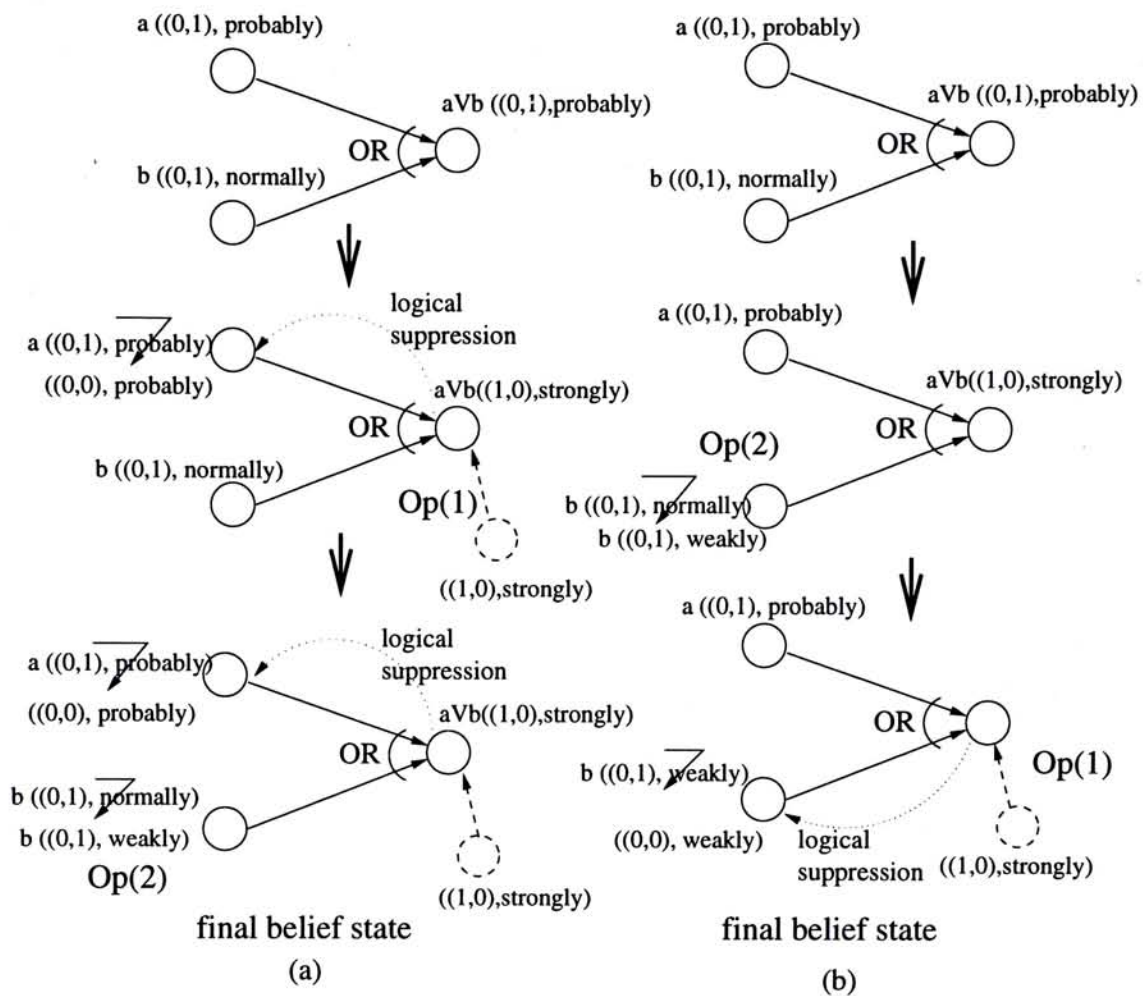 a ((0,1), probably)
aVb ((0,1),probably)
OR
b ((0,1), normally)
logical
suppression
a ((0,1), probably)
((0,0), probably)
aVb((1,0),strongly)
OR
b ((0,1), normally)
Op(1)
((1,0),strongly)
logical
suppression
a ((0,1), probably)
((0,0), probably)
aVb((1,0),strongly)
OR
b ((0,1), normally)
b ((0,1), weakly)
Op(2)
((1,0),strongly)
final belief state
(a)
a ((0,1), probably)
aVb ((0,1),probably)
OR
b ((0,1), normally)
a ((0,1), probably)
aVb((1,0),strongly)
OR
Op(2)
b ((0,1), normally)
b ((0,1), weakly)
a ((0,1), probably)
OR
Op(1)
b ((0,1), weakly)
((0,0), weakly)
logical
suppression
((1,0),strongly)
final belief state
(b)